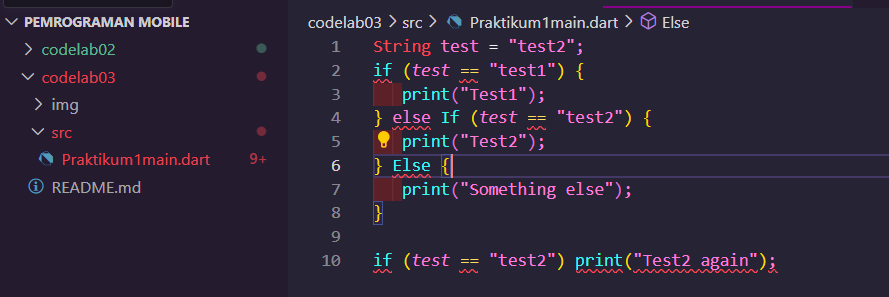 PEMROGRAMAN MOBILE
codelab02
codelab03
img
src
Praktikum1main.dart 9+
README.md
codelab03 > src > Praktikum1main.dart > Else
1 String test = "test2";
2 if (test == "test1") {
3 print("Test1");
4 } else If (test == "test2") {
5 print("Test2");
6 } Else {
7 print("Something else");
8 }
9
10 if (test == "test2") print("Test2 again");